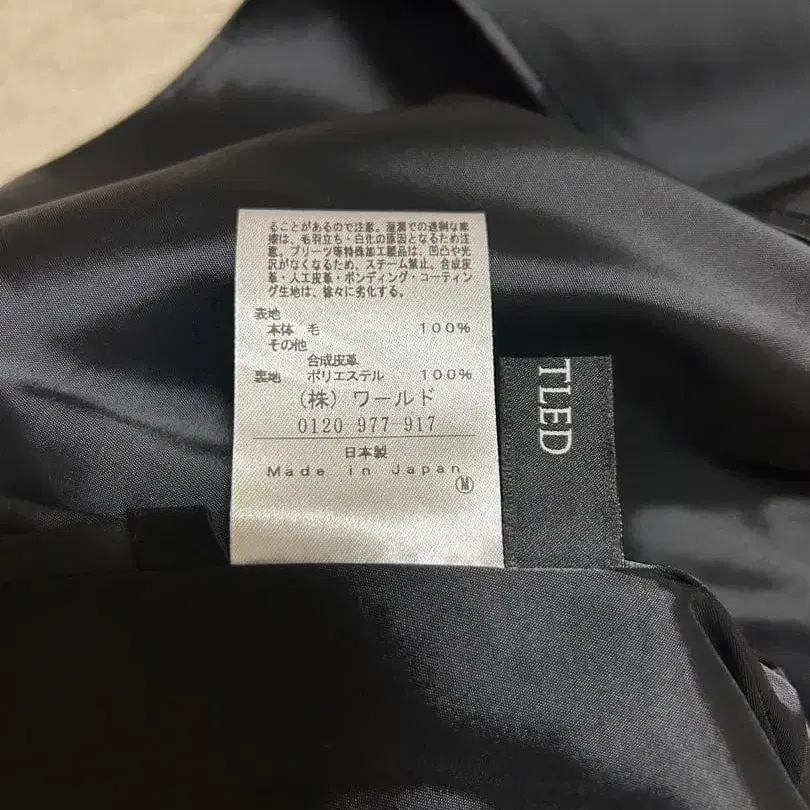 ることがあるので注意。湿潤での過剰な摩
擦は、毛羽立ち・白化の原因となるため注
意。プリーツ等特殊加工製品は、凹凸や光
沢がなくなるため、スチーム禁止。合成皮
革・人工皮革・ボンディング・コーティン
グ生地は、徐々に劣化する。
表地
本体 毛 100%
その他
合成皮革
裏地 ポリエステル 100%
(株) ワールド
0120-977-917
日本製
Made in Japan
M
TLED